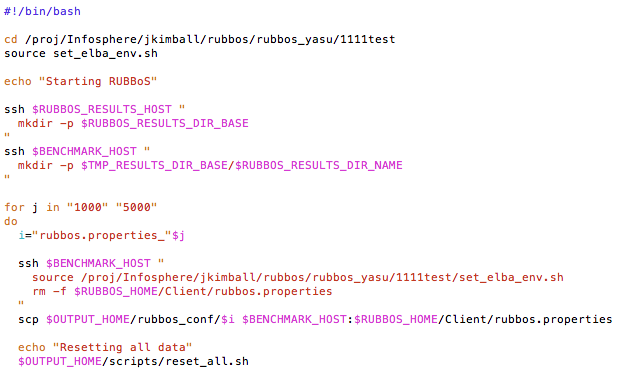 #!/bin/bash
cd /proj/Infosphere/jkimball/rubbos/rubbos_yasu/1111test
source set_elba_env.sh
echo "Starting RUBBoS"
ssh $RUBBOS_RESULTS_HOST "
  mkdir -p $RUBBOS_RESULTS_DIR_BASE
"
ssh $BENCHMARK_HOST "
  mkdir -p $TMP_RESULTS_DIR_BASE/$RUBBOS_RESULTS_DIR_NAME
"
for j in "1000" "5000"
do
  i="rubbos.properties_"$j
  ssh $BENCHMARK_HOST "
    source /proj/Infosphere/jkimball/rubbos/rubbos_yasu/1111test/set_elba_env.sh
    rm -f $RUBBOS_HOME/Client/rubbos.properties
  "
  scp $OUTPUT_HOME/rubbos_conf/$i $BENCHMARK_HOST:$RUBBOS_HOME/Client/rubbos.properties
  echo "Resetting all data"
  $OUTPUT_HOME/scripts/reset_all.sh